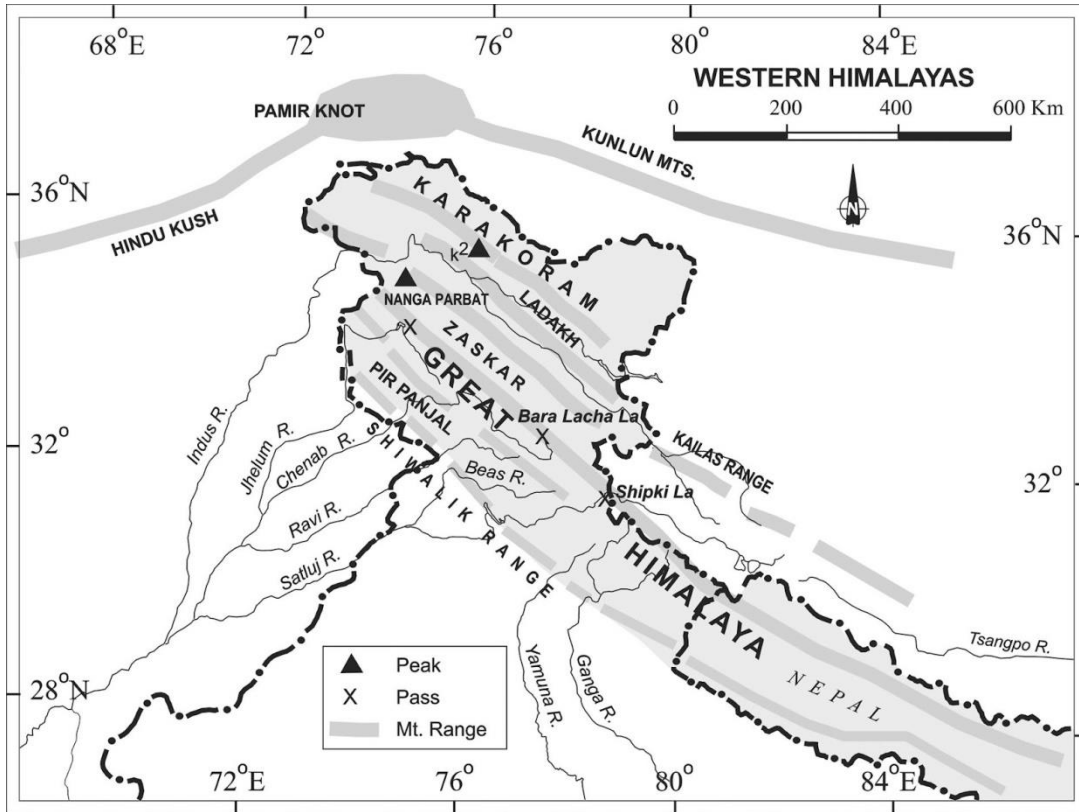 68°E
72°
76°
80°
84°E
WESTERN HIMALAYAS
0 200 400 600 Km
PAMIR KNOT
KUNLUN MTS.
HINDU KUSH
36°N
36°N
N
KARAKORAM
K2
NANGA PARBAT
LADAKH
ZASKAR
GREAT
PIR PANJAL
Bara Lacha La
KAILAS RANGE
32°
32°
Indus R.
Jhelum R.
Chenab R.
SHIWALIK RANGE
Beas R.
Shipki La
Ravi R.
Satluj R.
HIMALAYA
Tsangpo R.
NEPAL
Yamuna R.
Ganga R.
28°N
Peak
X Pass
Mt. Range
72°E
76°
80°
84°E